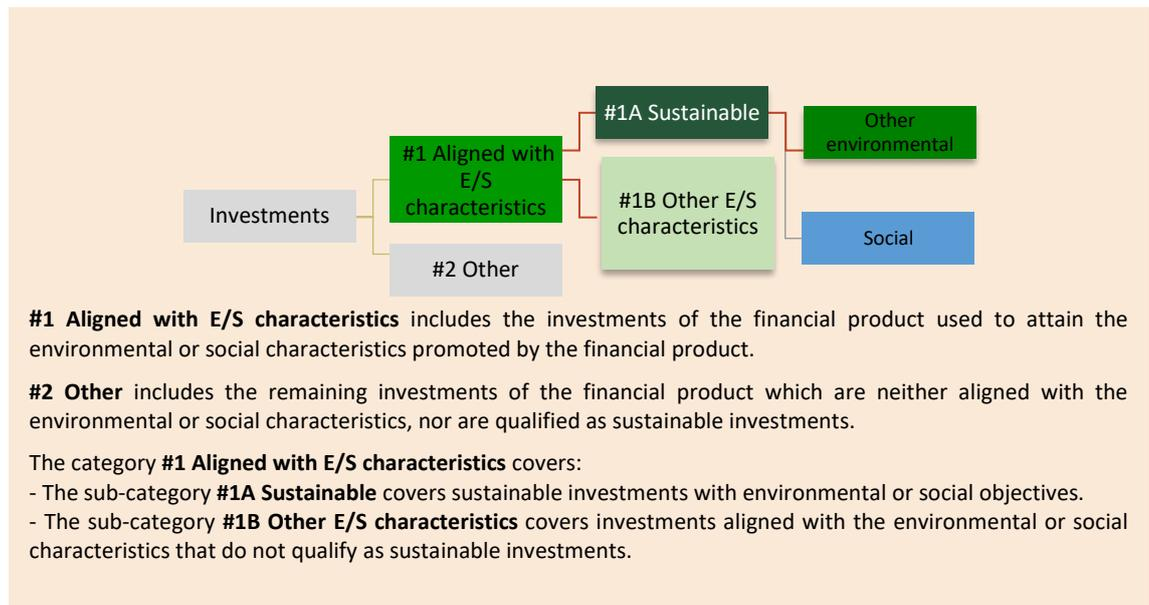 #1A Sustainable
Other
environmental
#1 Aligned with
E/S
characteristics
#1B Other E/S
characteristics
Investments
Social
#2 Other
#1 Aligned with E/S characteristics includes the investments of the financial product used to attain the
environmental or social characteristics promoted by the financial product.
#2 Other includes the remaining investments of the financial product which are neither aligned with the
environmental or social characteristics, nor are qualified as sustainable investments.
The category #1 Aligned with E/S characteristics covers:
- The sub-category #1A Sustainable covers sustainable investments with environmental or social objectives.
- The sub-category #1B Other E/S characteristics covers investments aligned with the environmental or social
characteristics that do not qualify as sustainable investments.